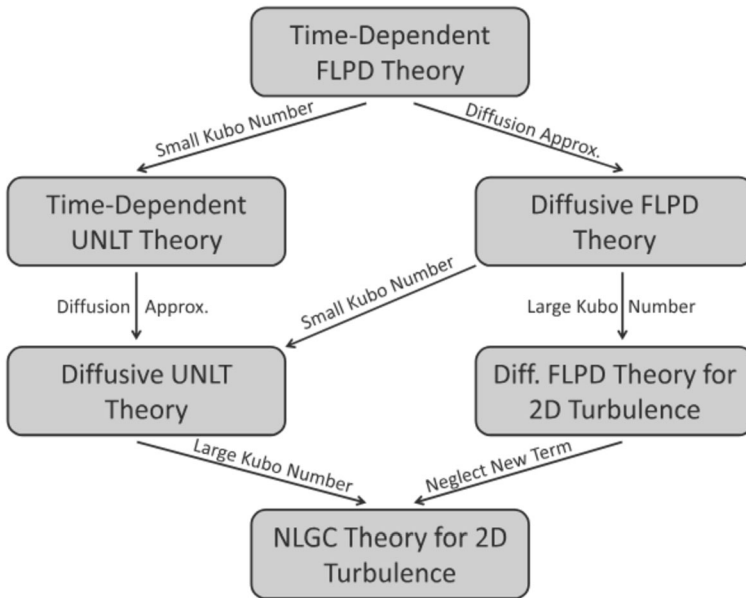 Time-Dependent
FLPD Theory
Small Kubo Number
Diffusion Approx.
Time-Dependent
UNLT Theory
Diffusive FLPD
Theory
Diffusion Approx.
Small Kubo Number
Large Kubo Number
Diffusive UNLT
Theory
Diff. FLPD Theory for
2D Turbulence
Large Kubo Number
Neglect New Term
NLGC Theory for 2D
Turbulence